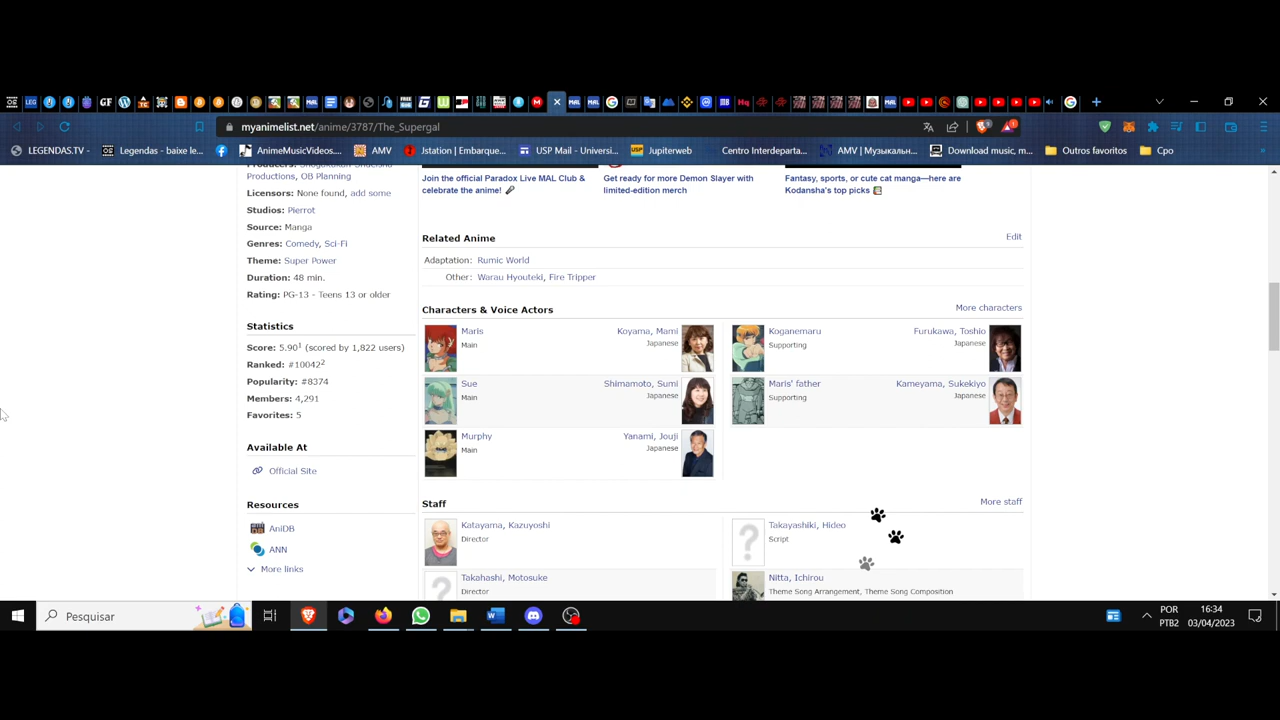 myanimelist.net/anime/3787/The_Supergal
LEGENDAS.TV -
Legendas - baixe le...
AnimeMusicVideos....
AMV
Jstation | Embarque...
USP Mail - Universi...
Jupiterweb
Centro Interdeparta...
AMV | Музыкальн...
Download music, m...
Outros favoritos
Cpo
Productions, OB Planning
Licensors: None found, add some
Studios: Pierrot
Source: Manga
Genres: Comedy, Sci-Fi
Theme: Super Power
Duration: 48 min.
Rating: PG-13 - Teens 13 or older
Statistics
Score: 5.90¹ (scored by 1,822 users)
Ranked: #10042²
Popularity: #8374
Members: 4,291
Favorites: 5
Available At
Official Site
Resources
AniDB
ANN
More links
Join the official Paradox Live MAL Club &
celebrate the anime!
Get ready for more Demon Slayer with
limited-edition merch
Fantasy, sports, or cute cat manga—here are
Kodansha's top picks
Related Anime
Edit
Adaptation: Rumic World
Other: Warau Hyouteki, Fire Tripper
Characters & Voice Actors
More characters
Maris
Main
Koyama, Mami
Japanese
Koganemaru
Supporting
Furukawa, Toshio
Japanese
Sue
Main
Shimamoto, Sumi
Japanese
Maris' father
Supporting
Kameyama, Sukekiyo
Japanese
Murphy
Main
Yanami, Jouji
Japanese
Staff
More staff
Katayama, Kazuyoshi
Director
Takayashiki, Hideo
Script
Takahashi, Motosuke
Director
Nitta, Ichirou
Theme Song Arrangement, Theme Song Composition
Pesquisar
POR
PTB2
16:34
03/04/2023